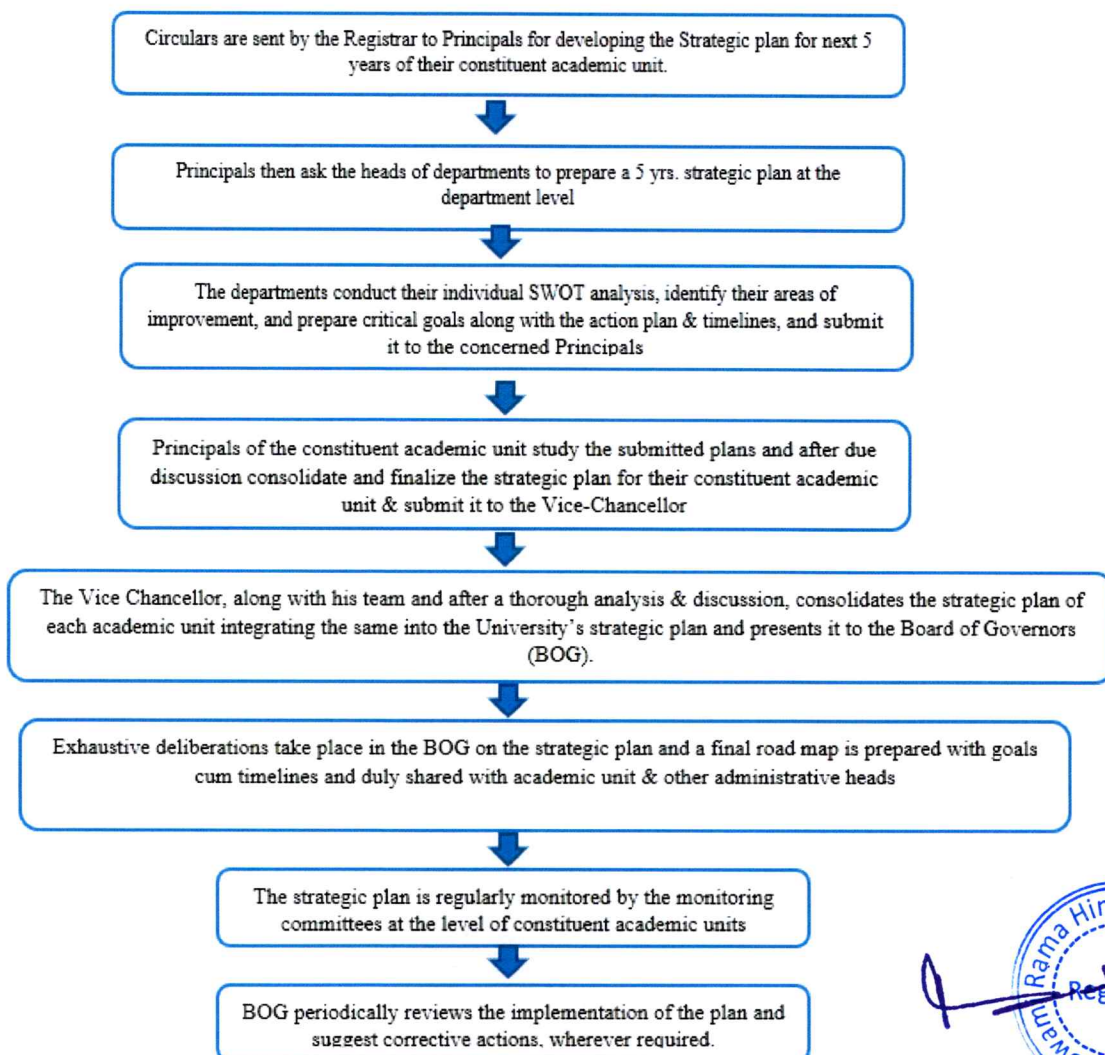 Circulars are sent by the Registrar to Principals for developing the Strategic plan for next 5
years of their constituent academic unit.
Principals then ask the heads of departments to prepare a 5 yrs. strategic plan at the
department level
The departments conduct their individual SWOT analysis, identify their areas of
improvement, and prepare critical goals along with the action plan & timelines, and submit
it to the concerned Principals
Principals of the constituent academic unit study the submitted plans and after due
discussion consolidate and finalize the strategic plan for their constituent academic
unit & submit it to the Vice-Chancellor
The Vice Chancellor, along with his team and after a thorough analysis & discussion, consolidates the strategic plan of
each academic unit integrating the same into the University's strategic plan and presents it to the Board of Governors
(BOG).
Exhaustive deliberations take place in the BOG on the strategic plan and a final road map is prepared with goals
cum timelines and duly shared with academic unit & other administrative heads
The strategic plan is regularly monitored by the monitoring
committees at the level of constituent academic units
BOG periodically reviews the implementation of the plan and
suggest corrective actions, wherever required.
Rama